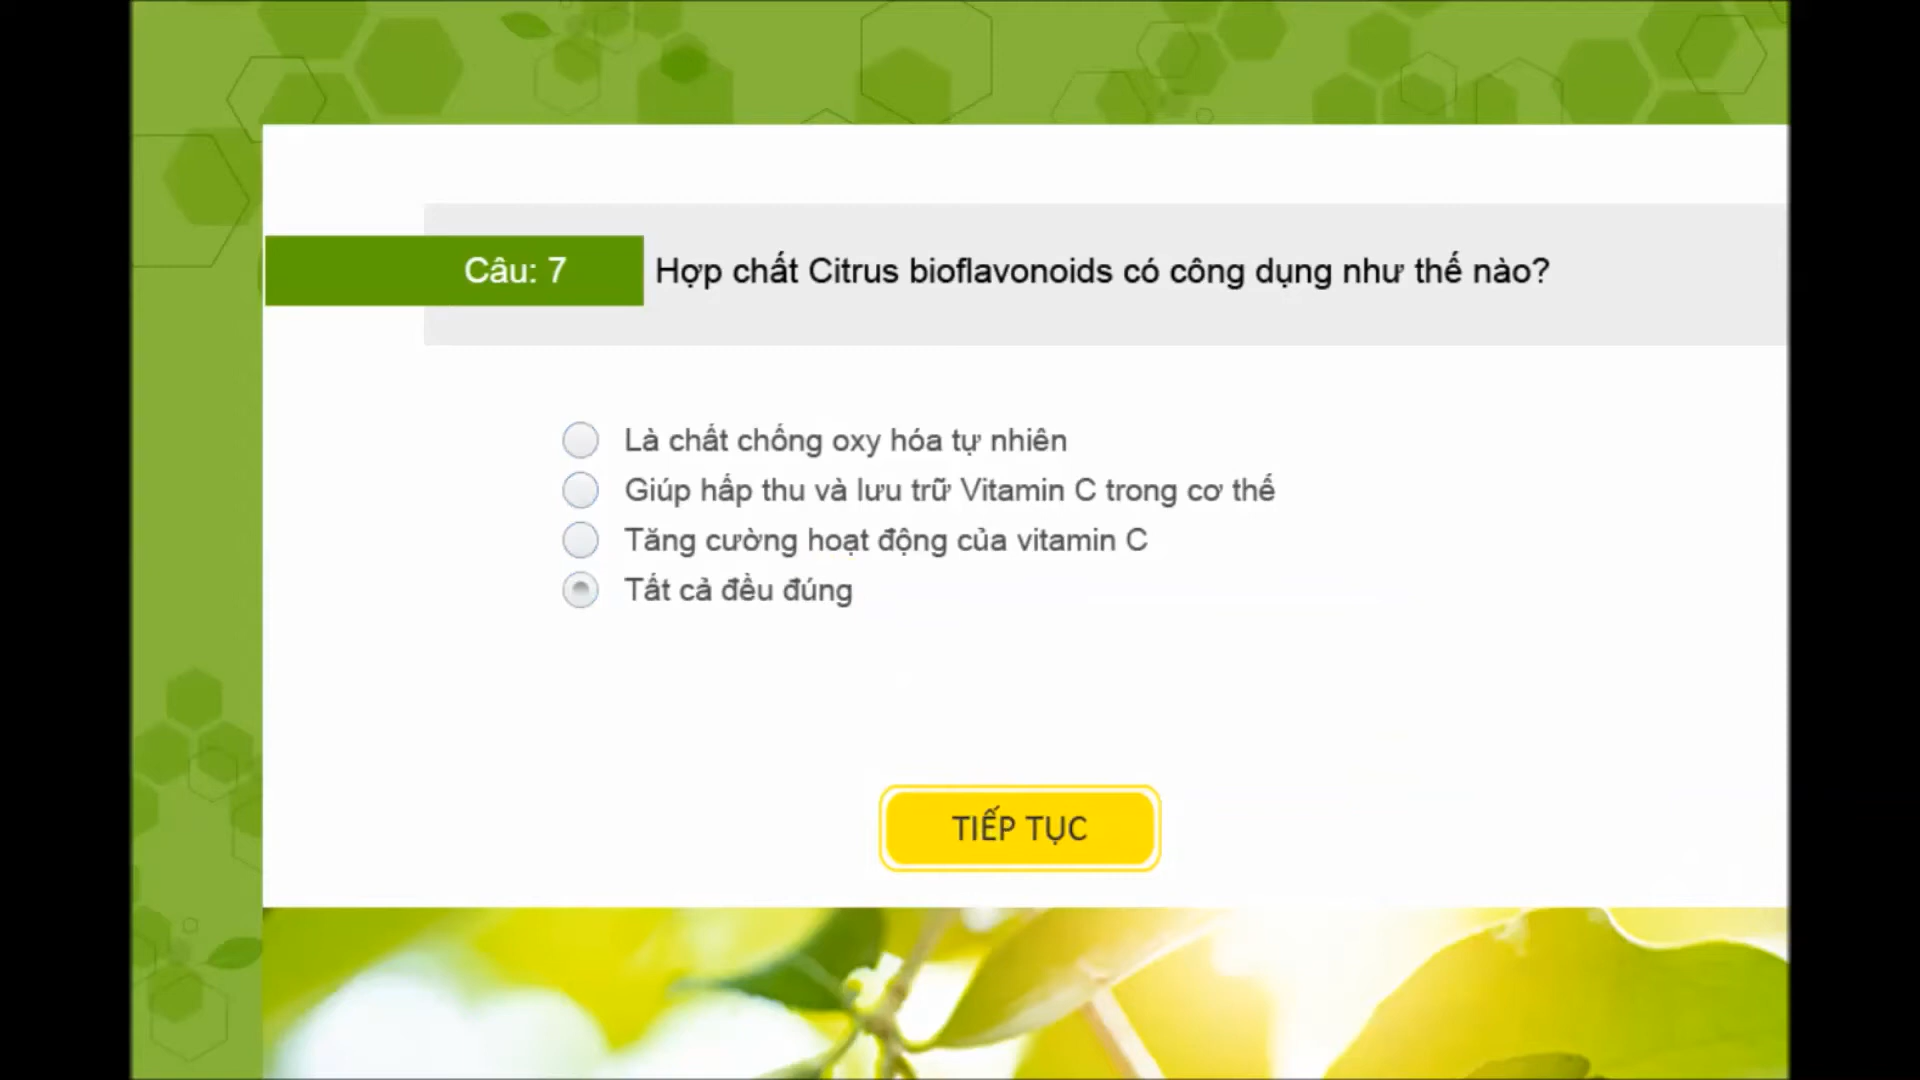 Câu: 7
Hợp chất Citrus bioflavonoids có công dụng như thế nào?
Là chất chống oxy hóa tự nhiên
Giúp hấp thu và lưu trữ Vitamin C trong cơ thể
Tăng cường hoạt động của vitamin C
Tất cả đều đúng
TIẾP TỤC